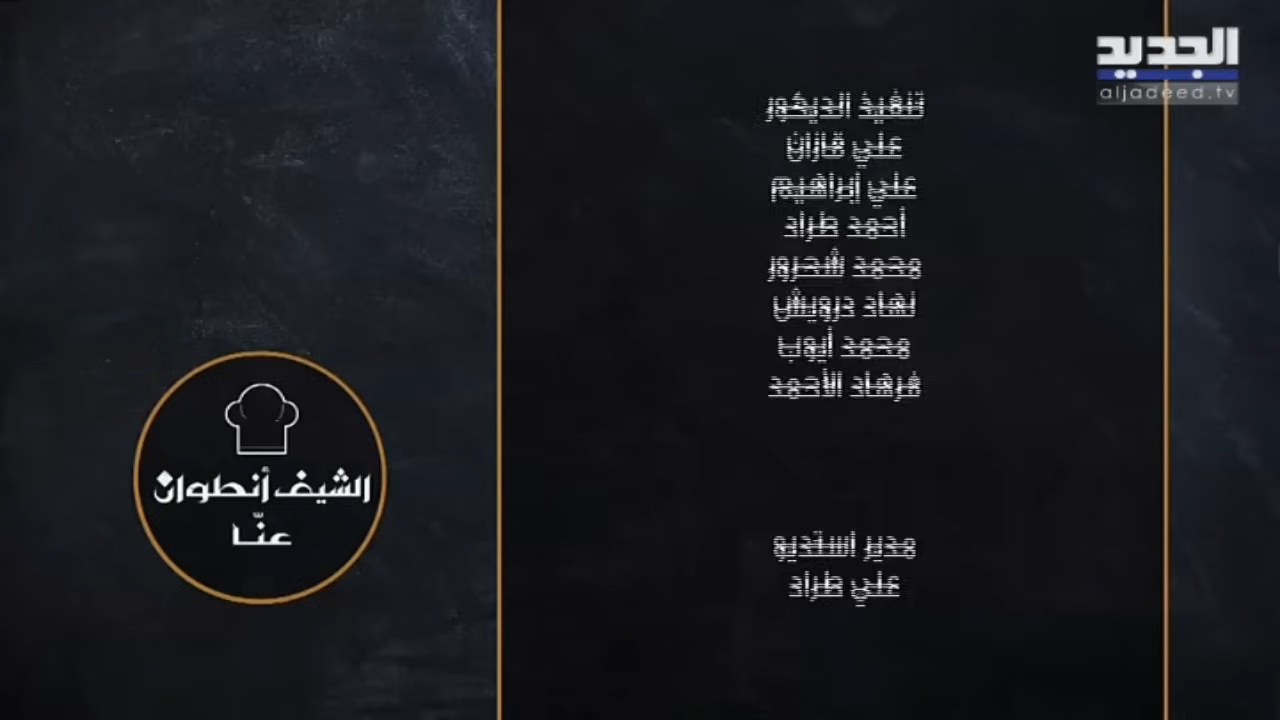 الجديد
aljadeed.tv
تنفيذ الديكور
علي قازان
علي إبراهيم
أحمد طراد
محمد شحرور
نهاد درويش
محمد أيوب
فرهاد الأحمد
مدير استديو
علي طراد
الشيف أنطوان
عنّا